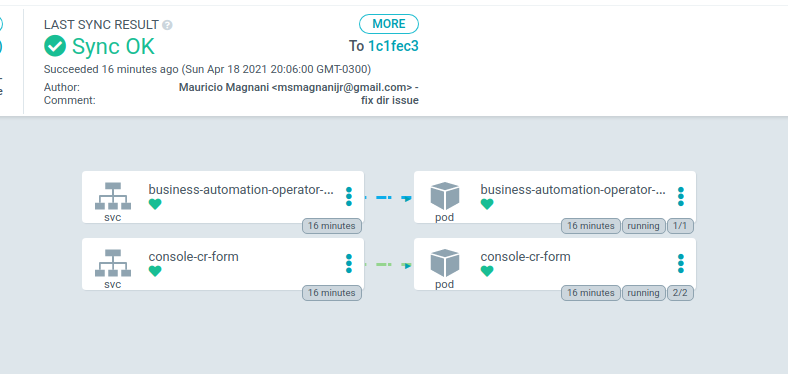 LAST SYNC RESULT
MORE
Sync OK
To 1c1fec3
Succeeded 16 minutes ago (Sun Apr 18 2021 20:06:00 GMT-0300)
Author: Mauricio Magnani <msmagnanijr@gmail.com> -
Comment: fix dir issue
business-automation-operator-...
svc
16 minutes
business-automation-operator-...
pod
16 minutes
running
1/1
console-cr-form
svc
16 minutes
console-cr-form
pod
16 minutes
running
2/2